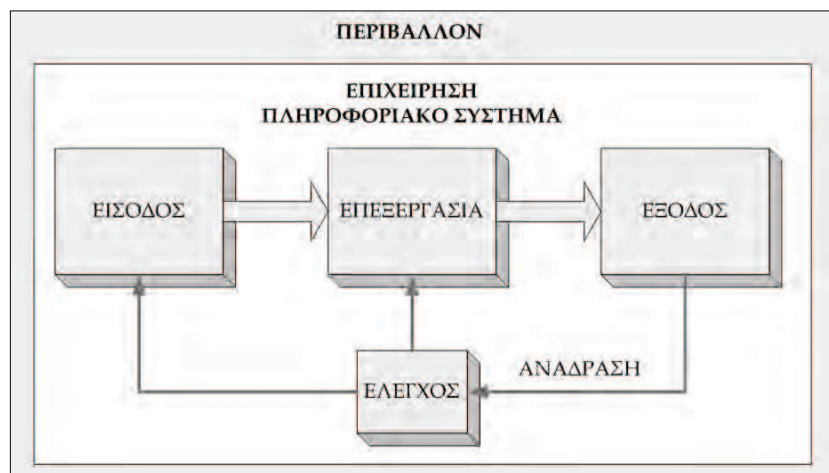 ΠΕΡΙΒΑΛΛΟΝ
ΕΠΙΧΕΙΡΗΣΗ
ΠΛΗΡΟΦΟΡΙΑΚΟ ΣΥΣΤΗΜΑ
ΕΙΣΟΔΟΣ
ΕΠΕΞΕΡΓΑΣΙΑ
ΕΞΟΔΟΣ
ΑΝΑΔΡΑΣΗ
ΕΛΕΓΧΟΣ